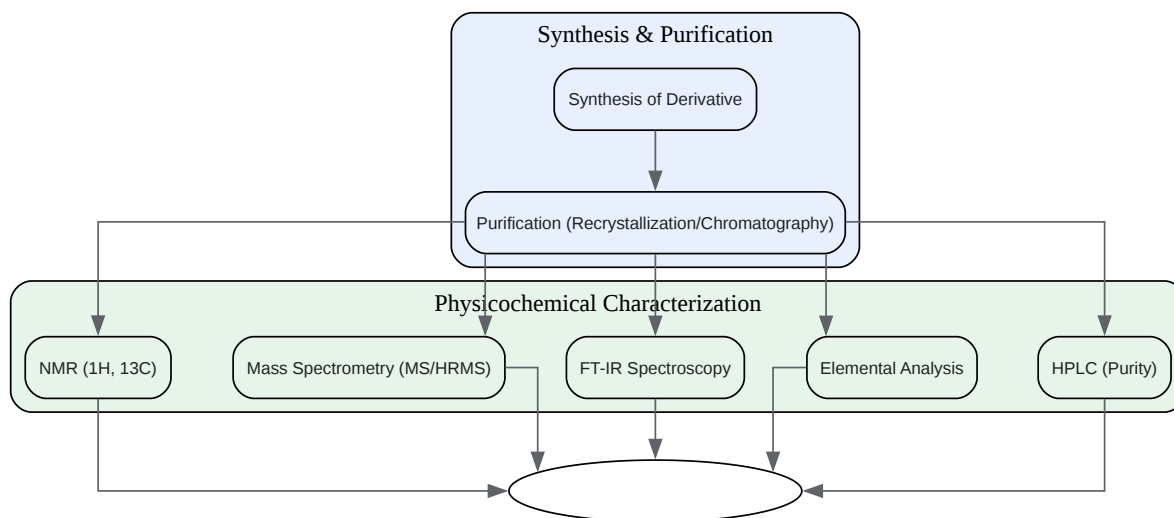 Synthesis & Purification
Synthesis of Derivative
Purification (Recrystallization/Chromatography)
Physicochemical Characterization
NMR (1H, 13C)
Mass Spectrometry (MS/HRMS)
FT-IR Spectroscopy
Elemental Analysis
HPLC (Purity)